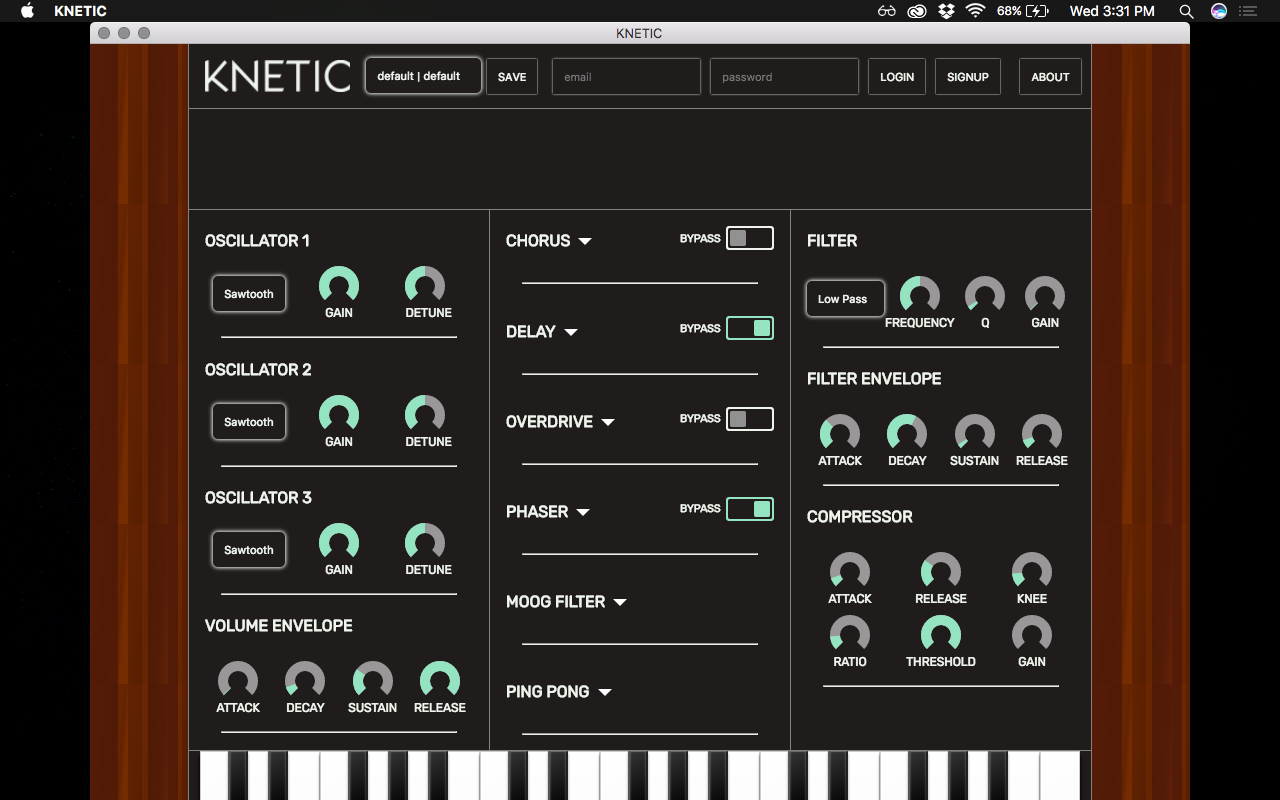 KNETIC
68%
Wed 3:31 PM
KNETIC
KNETIC
default | default
SAVE
email
password
LOGIN
SIGNUP
ABOUT
OSCILLATOR 1
Sawtooth
GAIN
DETUNE
OSCILLATOR 2
Sawtooth
GAIN
DETUNE
OSCILLATOR 3
Sawtooth
GAIN
DETUNE
VOLUME ENVELOPE
ATTACK
DECAY
SUSTAIN
RELEASE
CHORUS
BYPASS
DELAY
BYPASS
OVERDRIVE
BYPASS
PHASER
BYPASS
MOOG FILTER
PING PONG
FILTER
Low Pass
FREQUENCY
Q
GAIN
FILTER ENVELOPE
ATTACK
DECAY
SUSTAIN
RELEASE
COMPRESSOR
ATTACK
RELEASE
KNEE
RATIO
THRESHOLD
GAIN